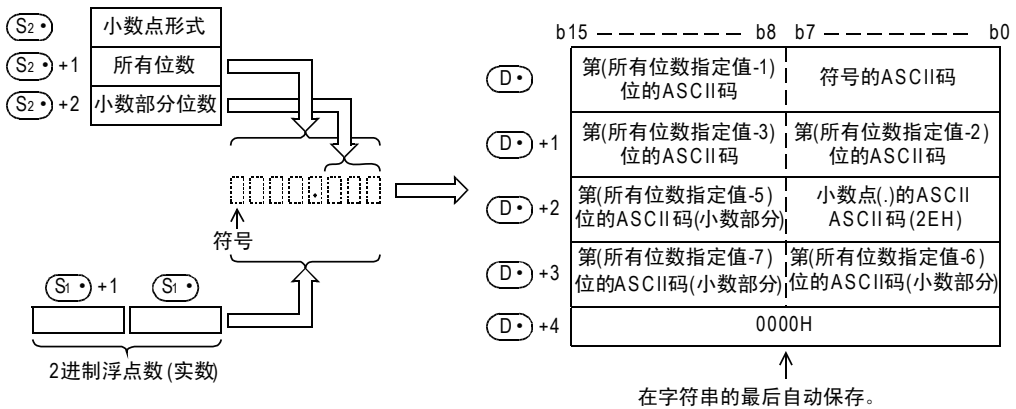 S2• 小数点形式
S2• +1 所有位数
S2• +2 小数部分位数
符号
S1• +1 S1•
2进制浮点数(实数)
b15 b8 b7 b0
D• 第(所有位数指定值-1)
位的ASCII码
符号的ASCII码
D• +1 第(所有位数指定值-3)
位的ASCII码
第(所有位数指定值-2)
位的ASCII码
D• +2 第(所有位数指定值-5)
位的ASCII码(小数部分)
小数点(.)的ASCII
ASCII码(2EH)
D• +3 第(所有位数指定值-7)
位的ASCII码(小数部分)
第(所有位数指定值-6)
位的ASCII码(小数部分)
D• +4 0000H
在字符串的最后自动保存。